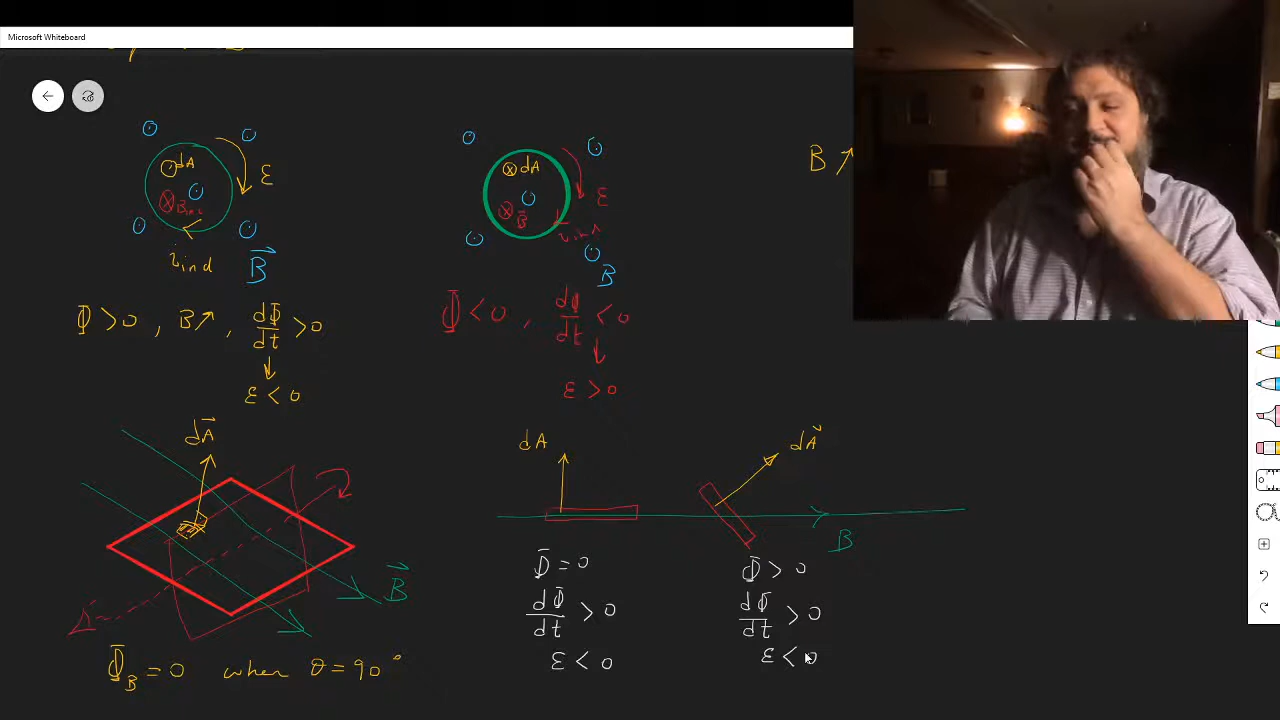 Microsoft Whiteboard
dA
ε
B⃗
i ind
Φ > 0 , B↗ , dΦ/dt > 0
ε < 0
dA
ε
B⃗
i ind
B
Φ < 0 , dΦ/dt < 0
ε > 0
B ↗
dA⃗
B⃗
Φ_B = 0 when θ = 90°
dA
Φ = 0
dΦ/dt > 0
ε < 0
dA⃗
B
Φ > 0
dΦ/dt > 0
ε < 0